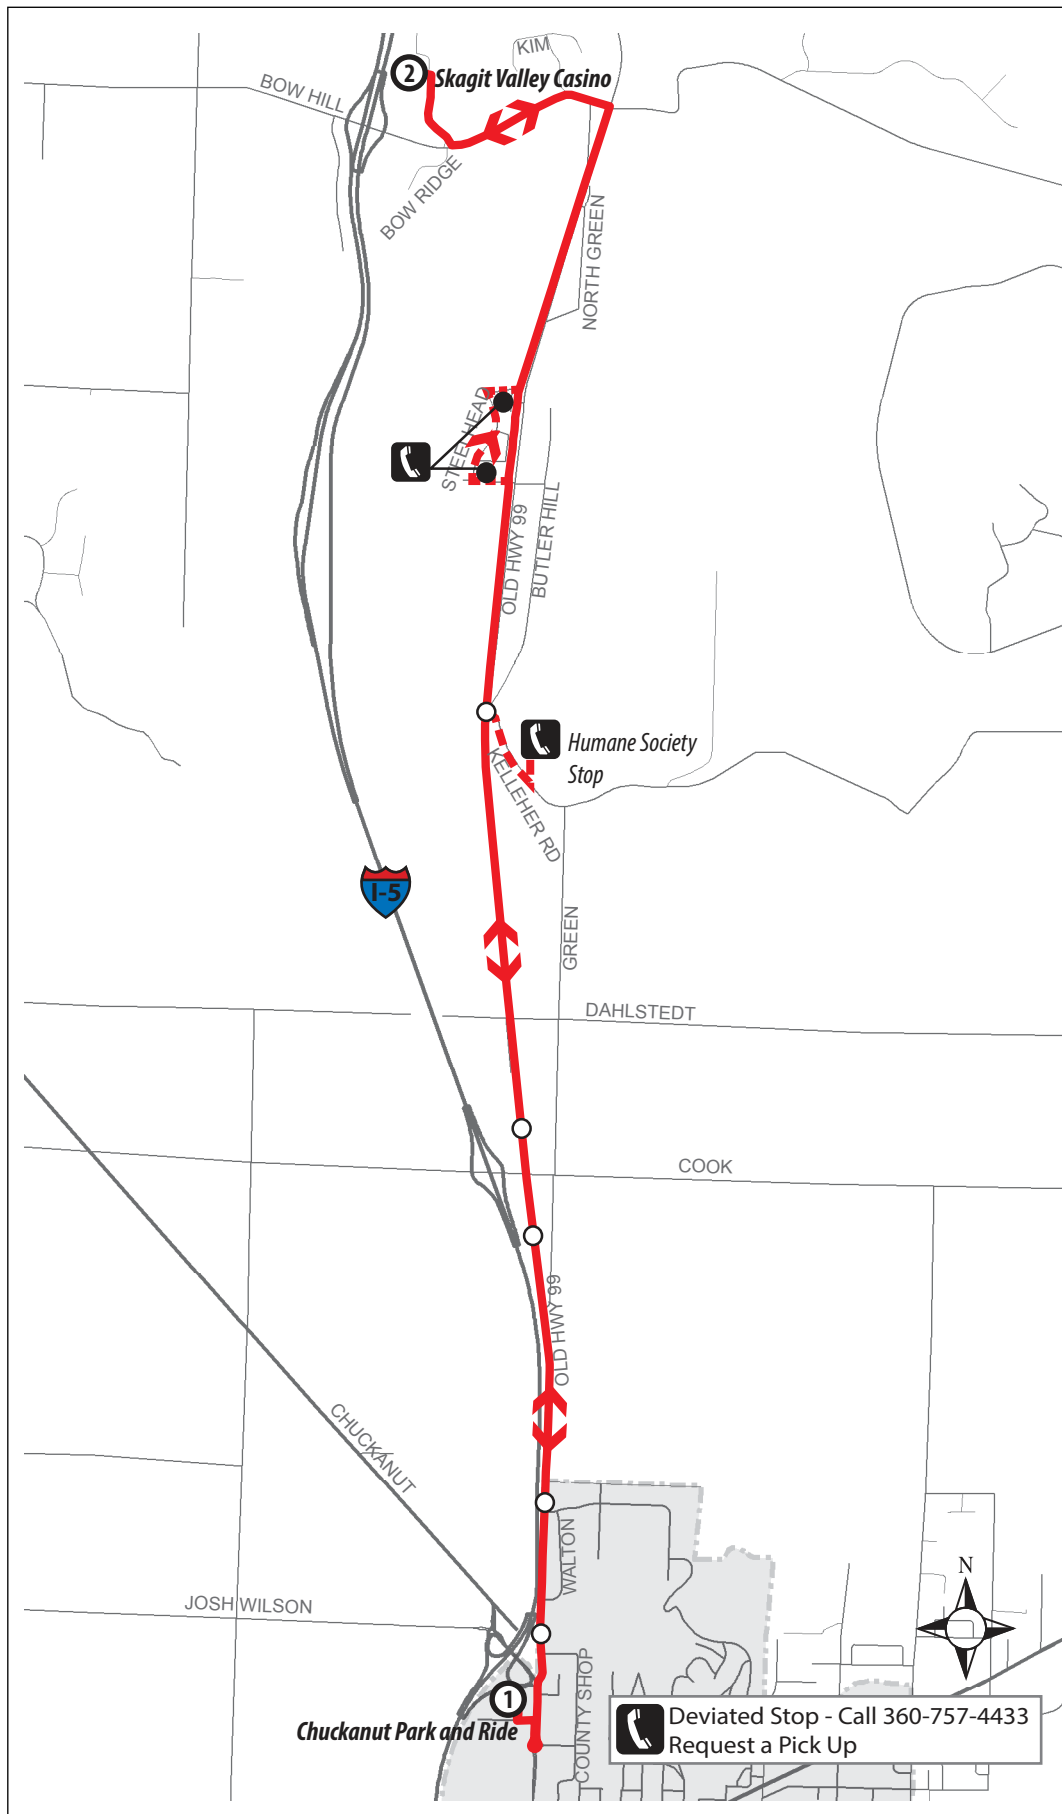 KIM
2
Skagit Valley Casino
BOW HILL
BOW RIDGE
NORTH GREEN
STEELHEAD
OLD HWY 99
BUTLER HILL
Humane Society
Stop
KELLEHER RD
I-5
GREEN
DAHLSTEDT
COOK
OLD HWY 99
CHUCKANUT
WALTON
N
JOSH WILSON
COUNTY SHOP
1
Chuckanut Park and Ride
Deviated Stop - Call 360-757-4433
Request a Pick Up